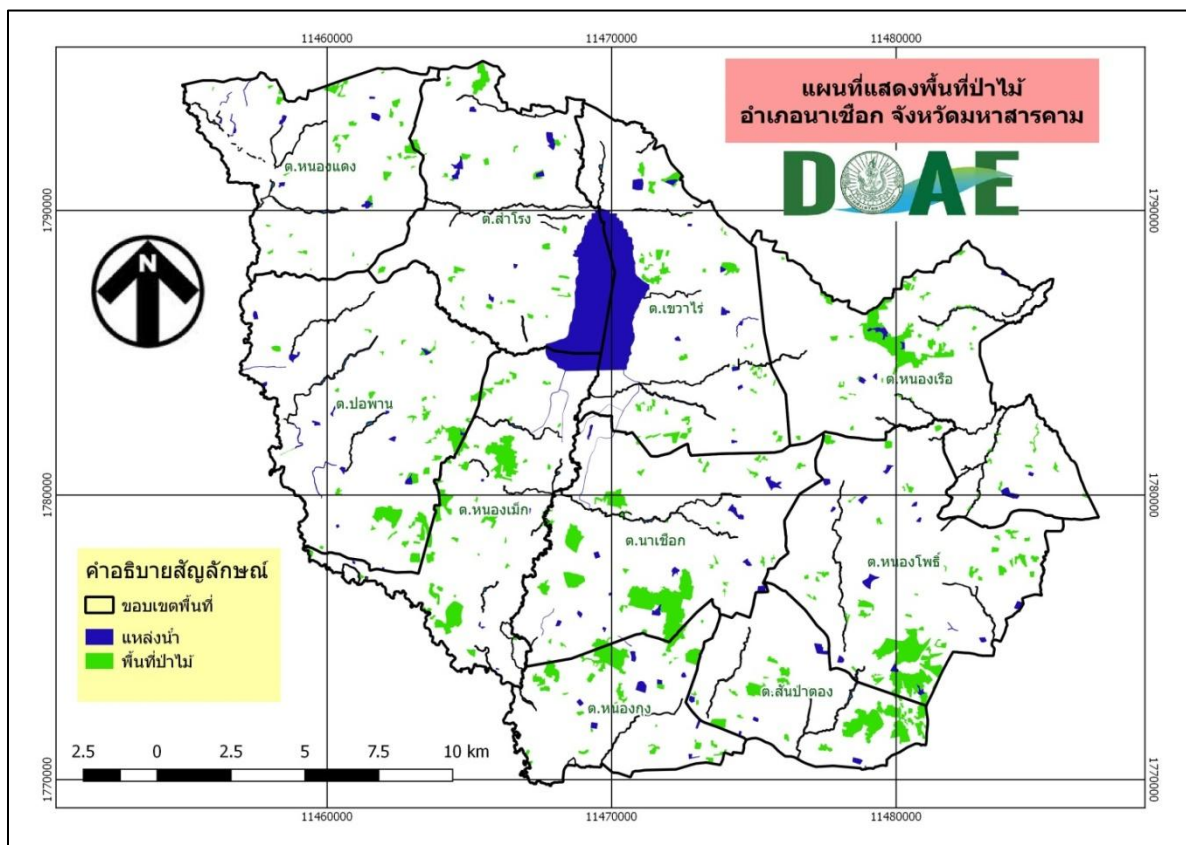 11460000 11470000 11480000
แผนที่แสดงพื้นที่ป่าไม้
อำเภอนาเชือก จังหวัดมหาสารคาม
DOAE
ต.หนองแดง
1790000 1790000
ต.สำโรง
N
ต.เขวาไร่
ต.หนองเรือ
ต.ปอพาน
1780000 1780000
ต.หนองเม็ก
ต.นาเชือก
ต.หนองโพธิ์
คำอธิบายสัญลักษณ์
ขอบเขตพื้นที่
แหล่งน้ำ
พื้นที่ป่าไม้
ต.สันป่าตอง
ต.หนองกุง
2.5 0 2.5 5 7.5 10 km
1770000 1770000
11460000 11470000 11480000